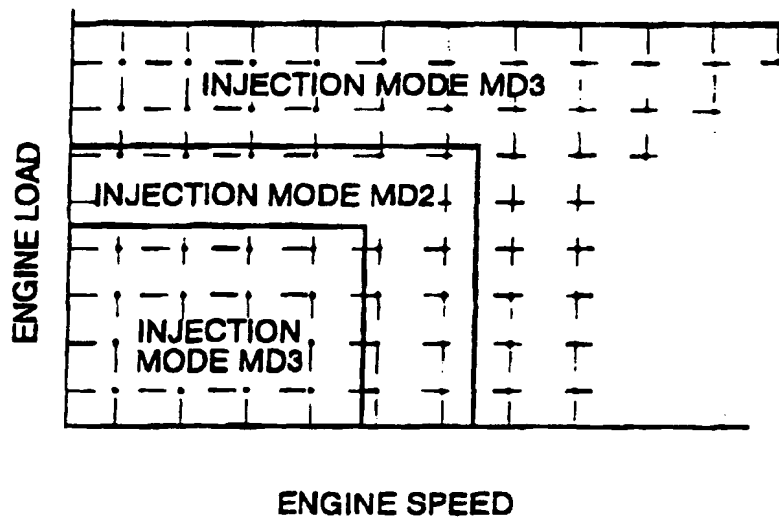 INJECTION MODE MD3
INJECTION MODE MD2
INJECTION
MODE MD3
ENGINE LOAD
ENGINE SPEED